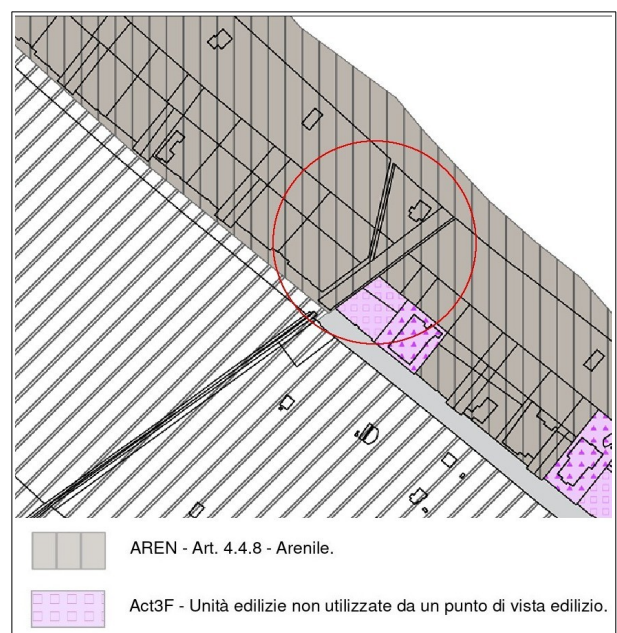 AREN - Art. 4.4.8 - Arenile.
Act3F - Unità edilizie non utilizzate da un punto di vista edilizio.